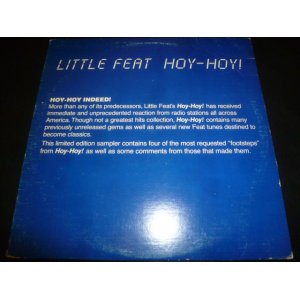 LITTLE FEAT HOY-HOY!
HOY-HOY INDEED!
More than any of its predecessors, Little Feat's Hoy-Hoy! has received
immediate and unprecedented reaction from radio stations all across
America. Though not a greatest hits collection, Hoy-Hoy! contains many
previously unreleased gems as well as several new Feat tunes destined to
become classics.
This limited edition sampler contains four of the most requested "footsteps"
from Hoy-Hoy! as well as some comments from those that made them.